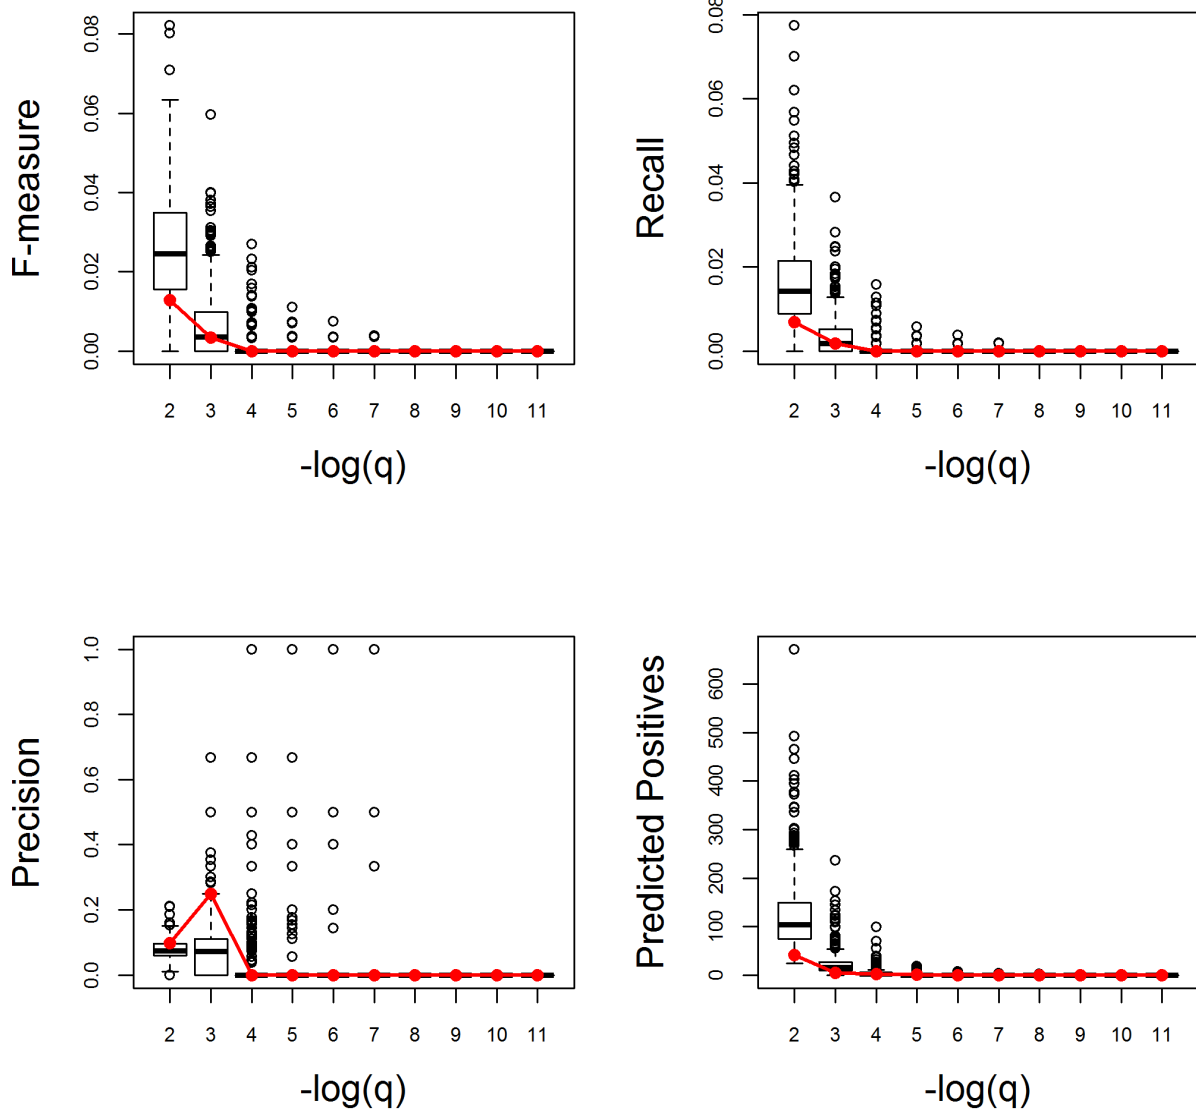 F-measure
0.00 0.02 0.04 0.06 0.08
2 3 4 5 6 7 8 9 10 11
-log(q)
Recall
0.00 0.02 0.04 0.06 0.08
2 3 4 5 6 7 8 9 10 11
-log(q)
Precision
0.0 0.2 0.4 0.6 0.8 1.0
2 3 4 5 6 7 8 9 10 11
-log(q)
Predicted Positives
0 100 200 300 400 500 600
2 3 4 5 6 7 8 9 10 11
-log(q)